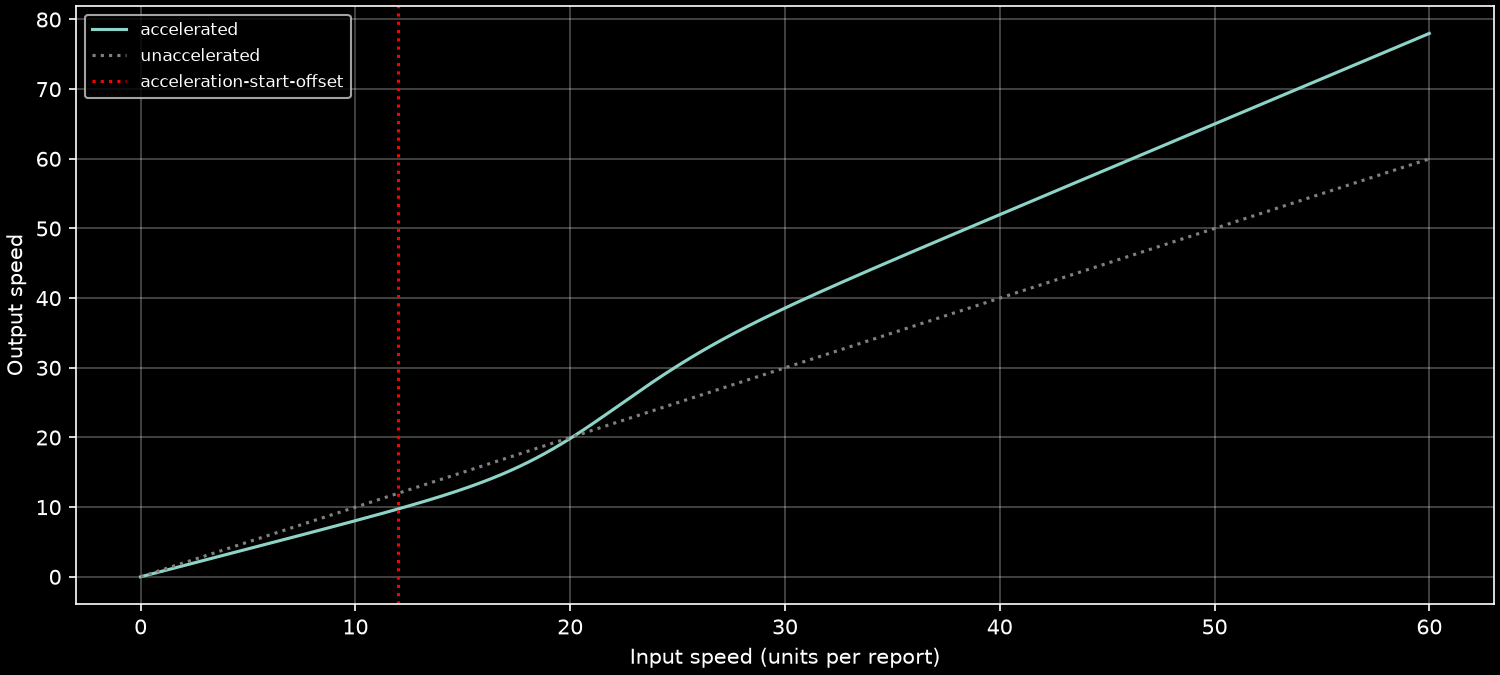 accelerated
unaccelerated
acceleration-start-offset
80
70
60
50
40
30
20
10
0
Output speed
0 10 20 30 40 50 60
Input speed (units per report)